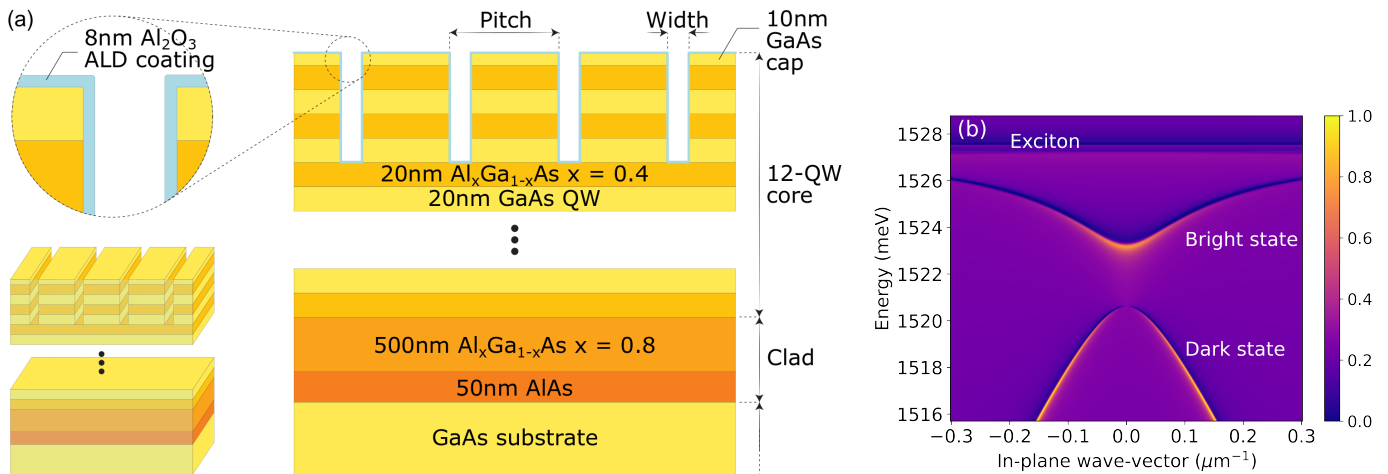 (a)
8nm Al₂O₃
ALD coating
Pitch
Width
10nm
GaAs
cap
20nm AlₓGa₁₋ₓAs x = 0.4
20nm GaAs QW
12-QW
core
500nm AlₓGa₁₋ₓAs x = 0.8
50nm AlAs
Clad
GaAs substrate
(b)
Exciton
Bright state
Dark state
Energy (meV)
1528
1526
1524
1522
1520
1518
1516
−0.3 −0.2 −0.1 0.0 0.1 0.2 0.3
In-plane wave-vector (μm⁻¹)
1.0
0.8
0.6
0.4
0.2
0.0